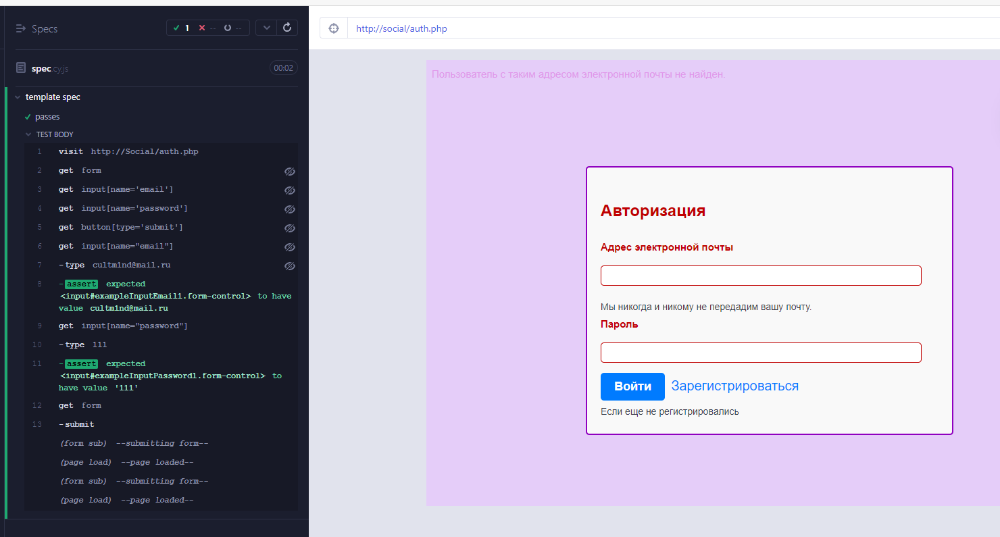 Specs
1 -- --
http://social/auth.php
spec.cy.js
00:02
template spec
passes
TEST BODY
1 visit http://Social/auth.php
2 get form
3 get input[name='email']
4 get input[name='password']
5 get button[type='submit']
6 get input[name="email"]
7 -type cultm1nd@mail.ru
8 -assert expected
<input#exampleInputEmail1.form-control> to have
value cultm1nd@mail.ru
9 get input[name="password"]
10 -type 111
11 -assert expected
<input#exampleInputPassword1.form-control> to
have value '111'
12 get form
13 -submit
(form sub) --submitting form--
(page load) --page loaded--
(form sub) --submitting form--
(page load) --page loaded--
Пользователь с таким адресом электронной почты не найден.
Авторизация
Адрес электронной почты
Мы никогда и никому не передадим вашу почту.
Пароль
Войти Зарегистрироваться
Если еще не регистрировались